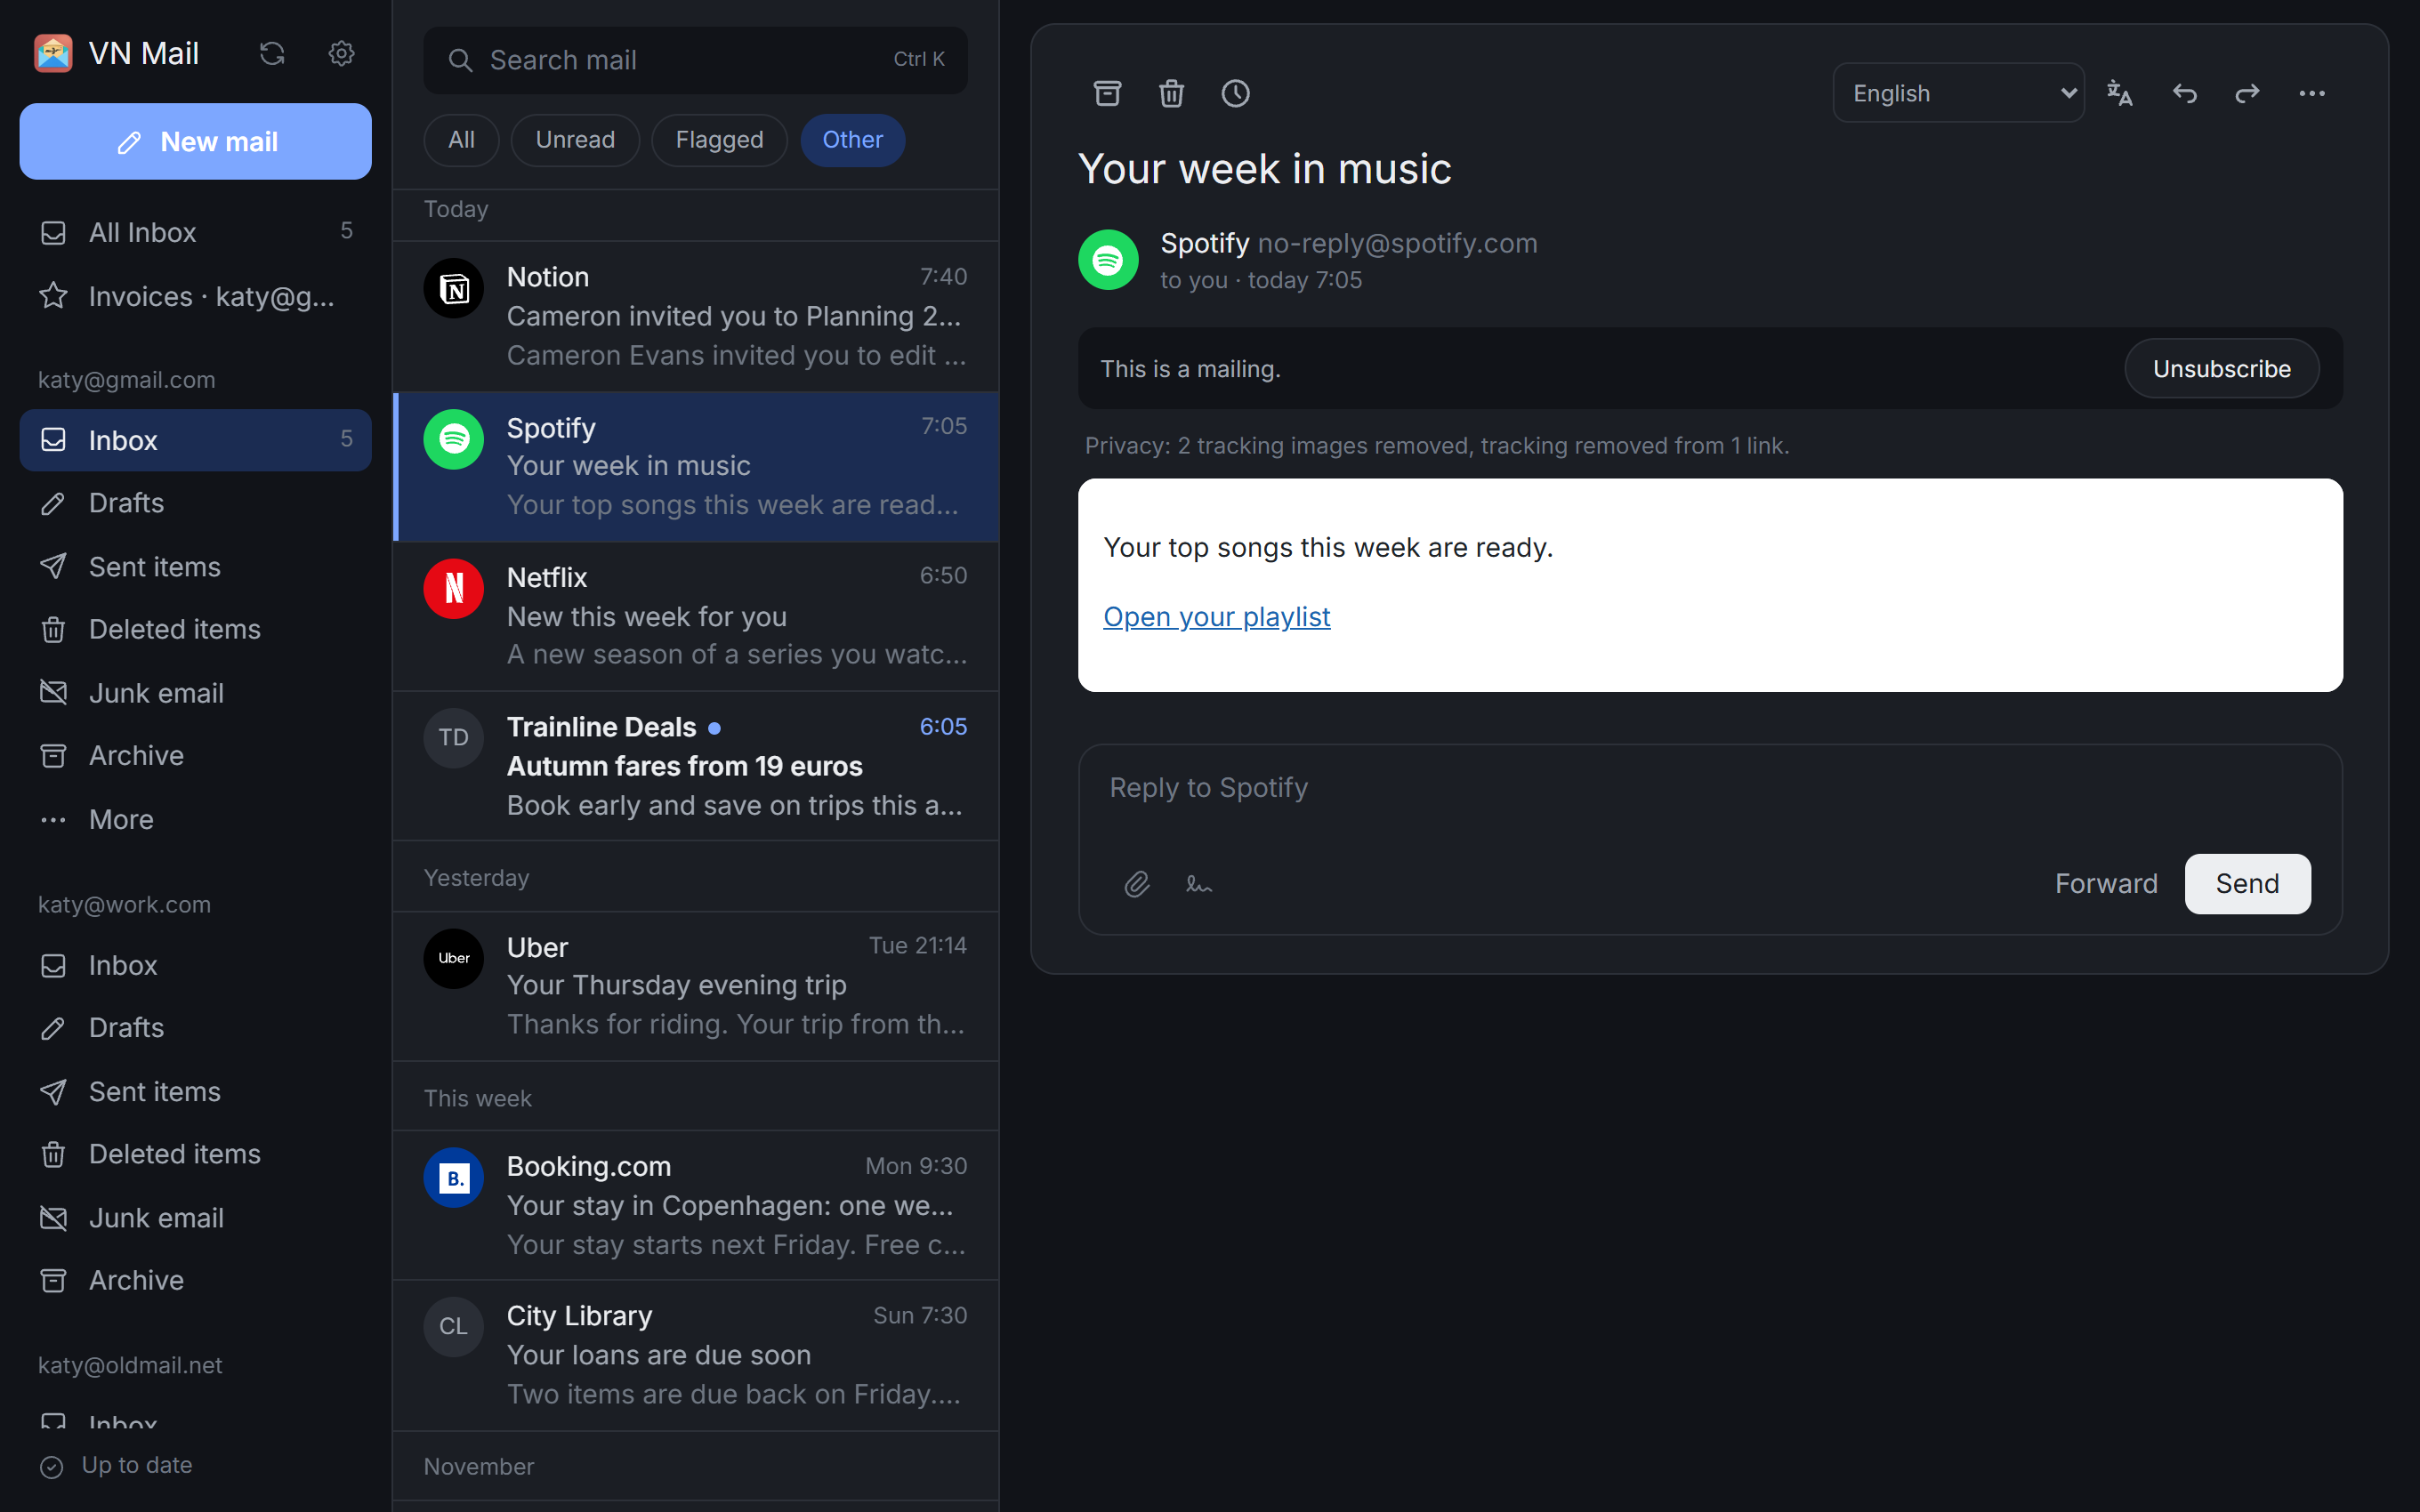 VN Mail
New mail
All Inbox 5
Invoices · katy@g...
katy@gmail.com
Inbox 5
Drafts
Sent items
Deleted items
Junk email
Archive
More
katy@work.com
Inbox
Drafts
Sent items
Deleted items
Junk email
Archive
katy@oldmail.net
Inbox
Up to date
Search mail Ctrl K
All Unread Flagged Other
Today
Notion 7:40
Cameron invited you to Planning 2...
Cameron Evans invited you to edit ...
Spotify 7:05
Your week in music
Your top songs this week are read...
N
Netflix 6:50
New this week for you
A new season of a series you watc...
TD
Trainline Deals 6:05
Autumn fares from 19 euros
Book early and save on trips this a...
Yesterday
Uber
Uber Tue 21:14
Your Thursday evening trip
Thanks for riding. Your trip from th...
This week
B.
Booking.com Mon 9:30
Your stay in Copenhagen: one we...
Your stay starts next Friday. Free c...
CL
City Library Sun 7:30
Your loans are due soon
Two items are due back on Friday....
November
English
Your week in music
Spotify no-reply@spotify.com
to you · today 7:05
This is a mailing. Unsubscribe
Privacy: 2 tracking images removed, tracking removed from 1 link.
Your top songs this week are ready.
Open your playlist
Reply to Spotify
Forward Send